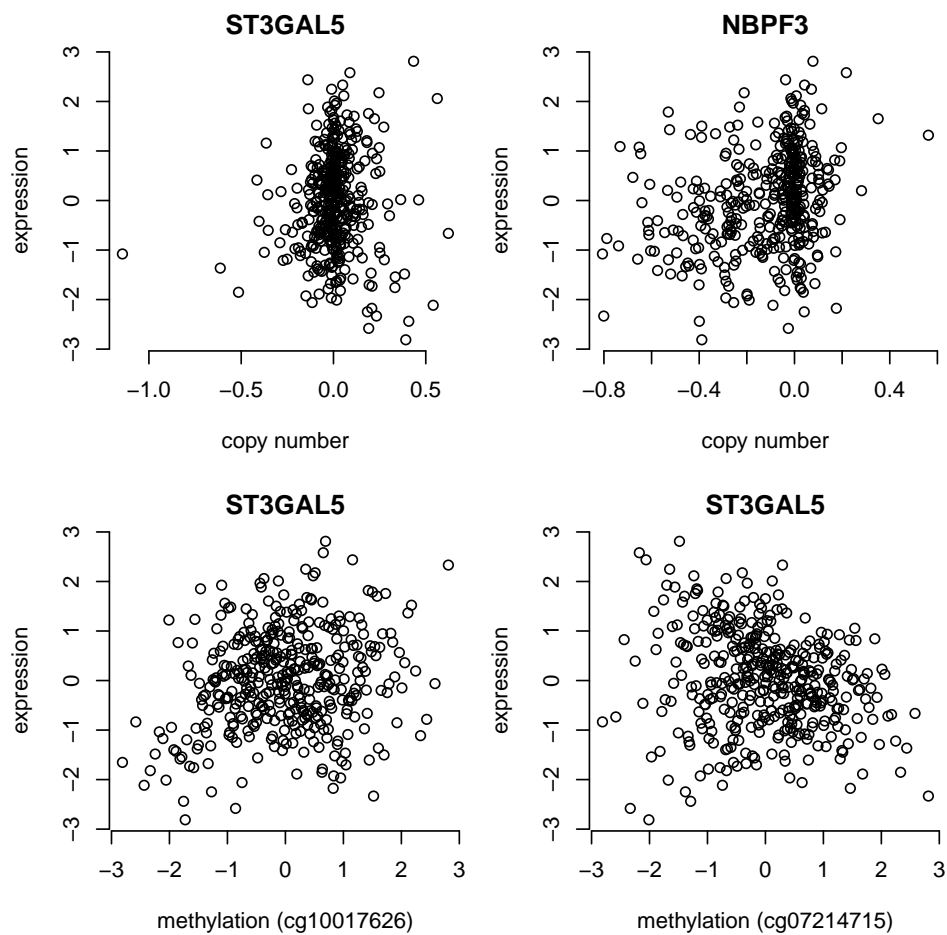 ST3GAL5
3
2
1
0
−1
−2
−3
expression
−1.0 −0.5 0.0 0.5
copy number
NBPF3
3
2
1
0
−1
−2
−3
expression
−0.8 −0.4 0.0 0.4
copy number
ST3GAL5
3
2
1
0
−1
−2
−3
expression
−3 −2 −1 0 1 2 3
methylation (cg10017626)
ST3GAL5
3
2
1
0
−1
−2
−3
expression
−3 −2 −1 0 1 2 3
methylation (cg07214715)